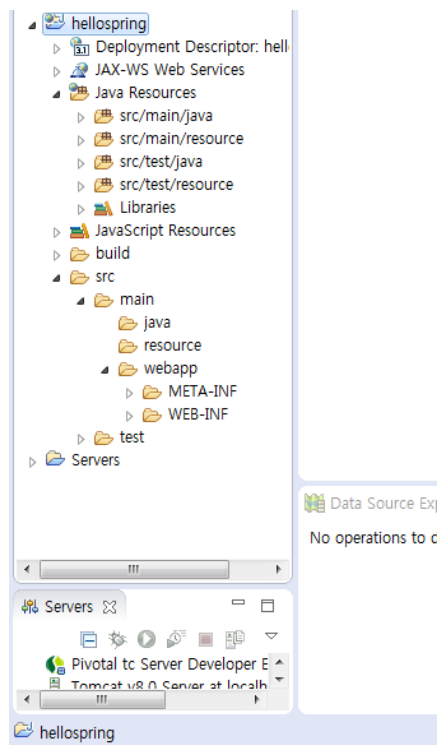 hellospring
3.1 Deployment Descriptor: hell
JAX-WS Web Services
Java Resources
src/main/java
src/main/resource
src/test/java
src/test/resource
Libraries
JavaScript Resources
build
src
main
java
resource
webapp
META-INF
WEB-INF
test
Servers
Data Source Exp
No operations to d
Servers
Pivotal tc Server Developer E
Tomcat v8.0 Server at localh
hellospring